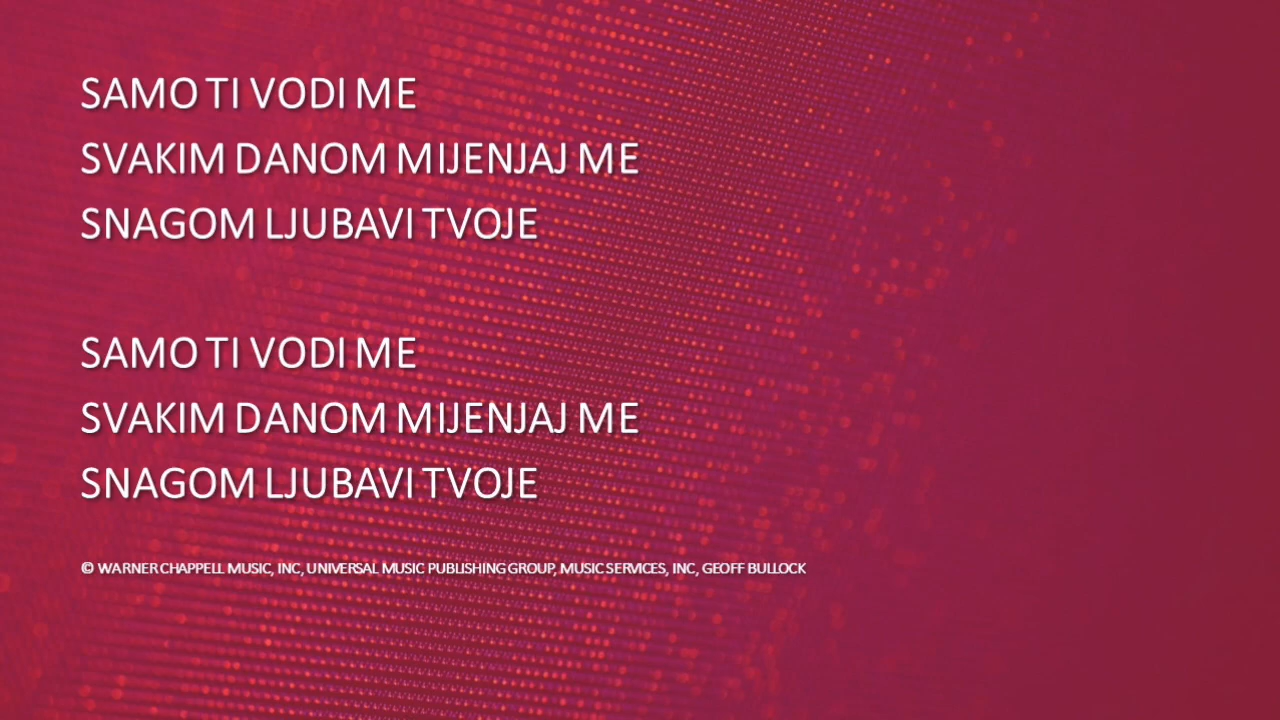 SAMO TI VODI ME
SVAKIM DANOM MIJENJAJ ME
SNAGOM LJUBAVI TVOJE
SAMO TI VODI ME
SVAKIM DANOM MIJENJAJ ME
SNAGOM LJUBAVI TVOJE
© WARNER CHAPPELL MUSIC, INC, UNIVERSAL MUSIC PUBLISHING GROUP, MUSIC SERVICES, INC, GEOFF BULLOCK